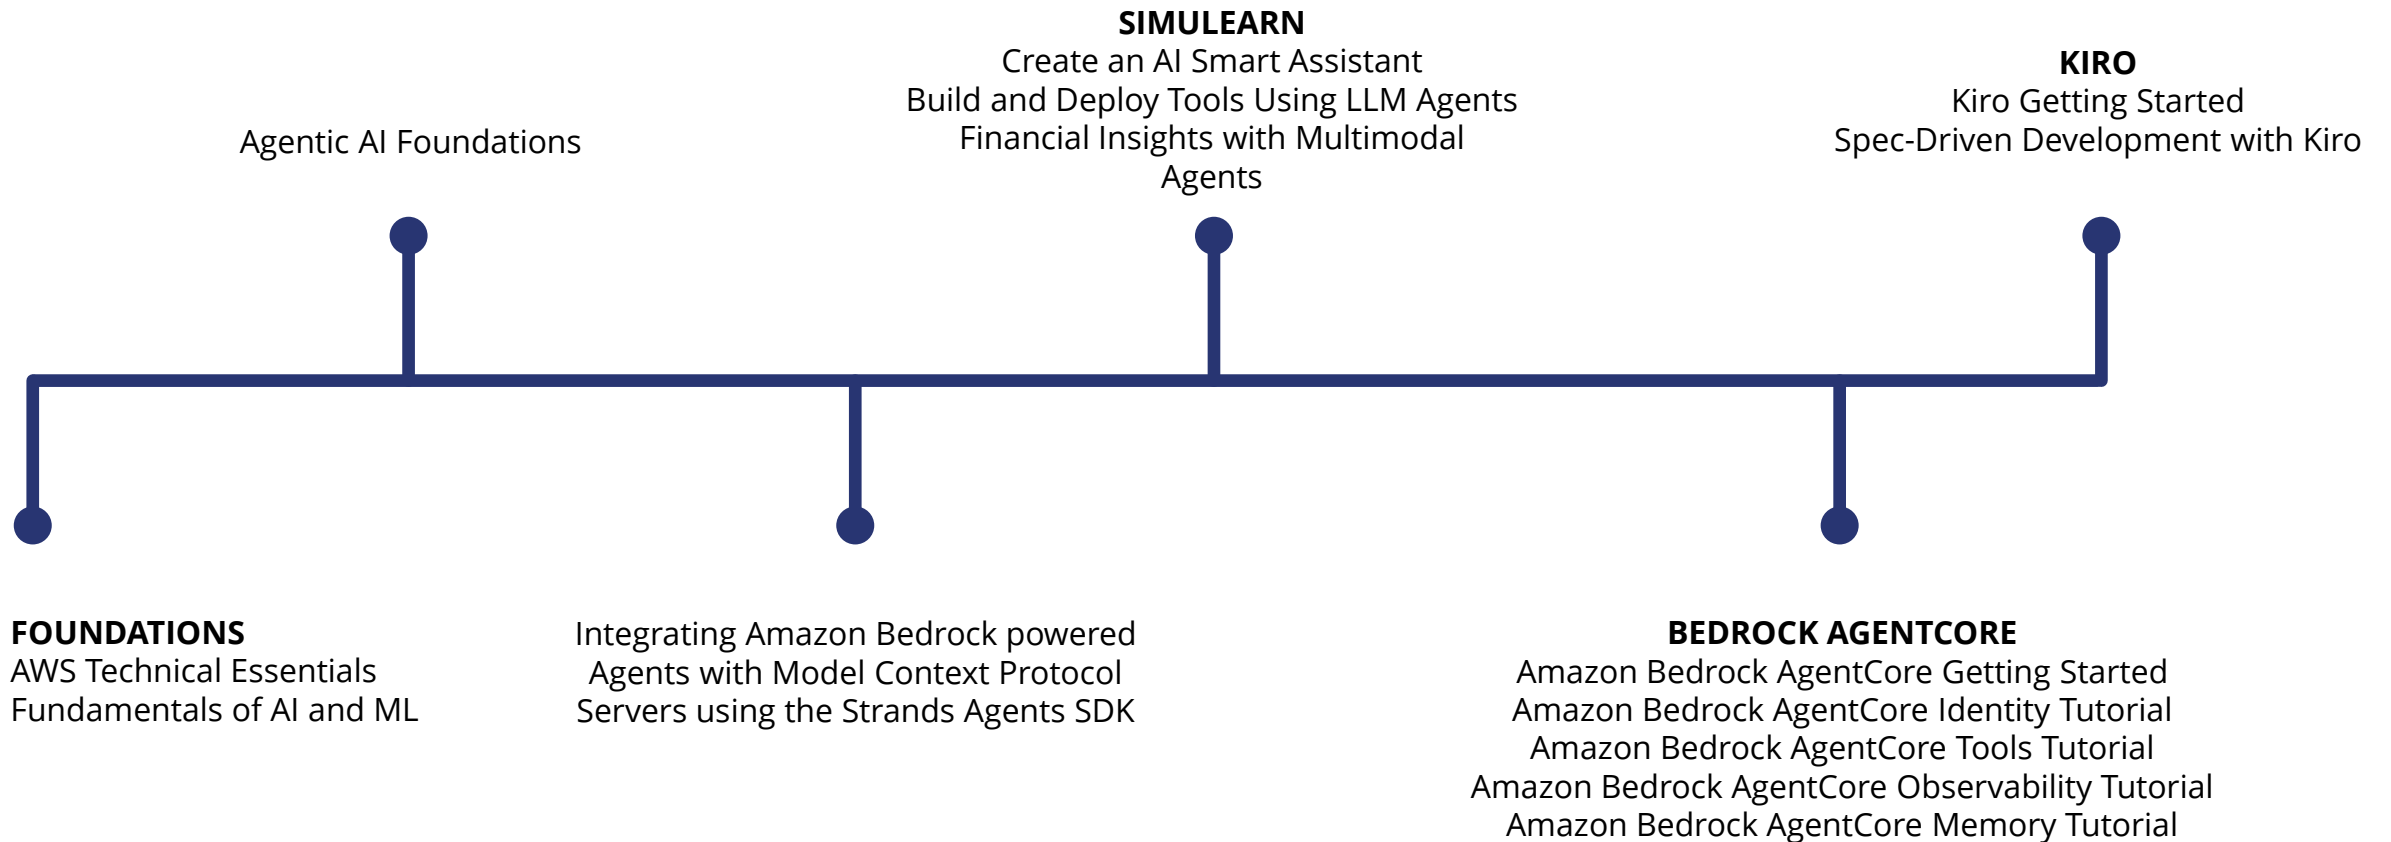 SIMULEARN
Create an AI Smart Assistant
Build and Deploy Tools Using LLM Agents
Financial Insights with Multimodal
Agents
KIRO
Kiro Getting Started
Spec-Driven Development with Kiro
Agentic AI Foundations
FOUNDATIONS
AWS Technical Essentials
Fundamentals of AI and ML
Integrating Amazon Bedrock powered
Agents with Model Context Protocol
Servers using the Strands Agents SDK
BEDROCK AGENTCORE
Amazon Bedrock AgentCore Getting Started
Amazon Bedrock AgentCore Identity Tutorial
Amazon Bedrock AgentCore Tools Tutorial
Amazon Bedrock AgentCore Observability Tutorial
Amazon Bedrock AgentCore Memory Tutorial